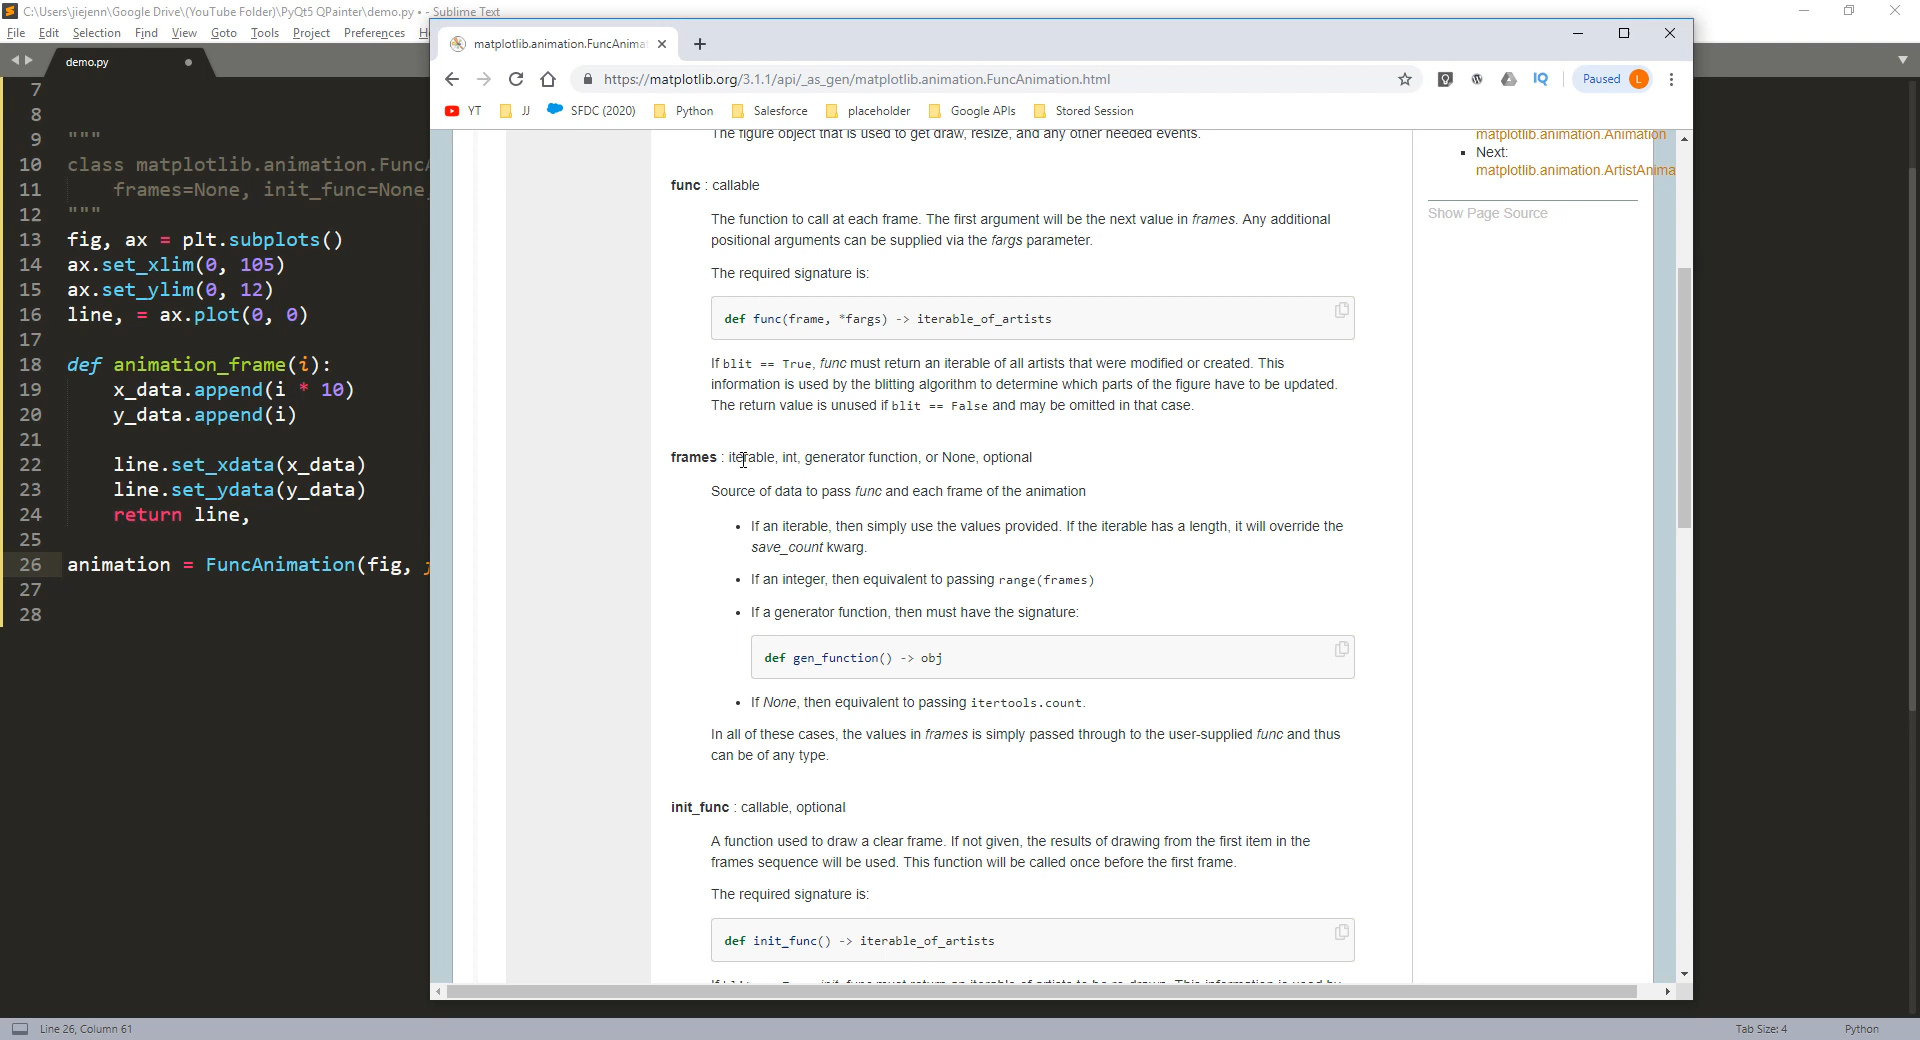 C:\Users\jiejenn\Google Drive\(YouTube Folder)\PyQt5 QPainter\demo.py • - Sublime Text
File Edit Selection Find View Goto Tools Project Preferences
demo.py
7
8
9 """
10 class matplotlib.animation.Func
11 frames=None, init_func=None,
12 """
13 fig, ax = plt.subplots()
14 ax.set_xlim(0, 105)
15 ax.set_ylim(0, 12)
16 line, = ax.plot(0, 0)
17
18 def animation_frame(i):
19 x_data.append(i * 10)
20 y_data.append(i)
21
22 line.set_xdata(x_data)
23 line.set_ydata(y_data)
24 return line,
25
26 animation = FuncAnimation(fig,
27
28
matplotlib.animation.FuncAnima
https://matplotlib.org/3.1.1/api/_as_gen/matplotlib.animation.FuncAnimation.html
Paused L
YT JJ SFDC (2020) Python Salesforce placeholder Google APIs Stored Session
The figure object that is used to get draw, resize, and any other needed events.
func : callable
The function to call at each frame. The first argument will be the next value in frames. Any additional
positional arguments can be supplied via the fargs parameter.
The required signature is:
def func(frame, *fargs) -> iterable_of_artists
If blit == True, func must return an iterable of all artists that were modified or created. This
information is used by the blitting algorithm to determine which parts of the figure have to be updated.
The return value is unused if blit == False and may be omitted in that case.
frames : iterable, int, generator function, or None, optional
Source of data to pass func and each frame of the animation
• If an iterable, then simply use the values provided. If the iterable has a length, it will override the
save_count kwarg.
• If an integer, then equivalent to passing range(frames)
• If a generator function, then must have the signature:
def gen_function() -> obj
• If None, then equivalent to passing itertools.count.
In all of these cases, the values in frames is simply passed through to the user-supplied func and thus
can be of any type.
init_func : callable, optional
A function used to draw a clear frame. If not given, the results of drawing from the first item in the
frames sequence will be used. This function will be called once before the first frame.
The required signature is:
def init_func() -> iterable_of_artists
matplotlib.animation.Animation
Next:
matplotlib.animation.ArtistAnima
Show Page Source
Line 26, Column 61
Tab Size: 4
Python